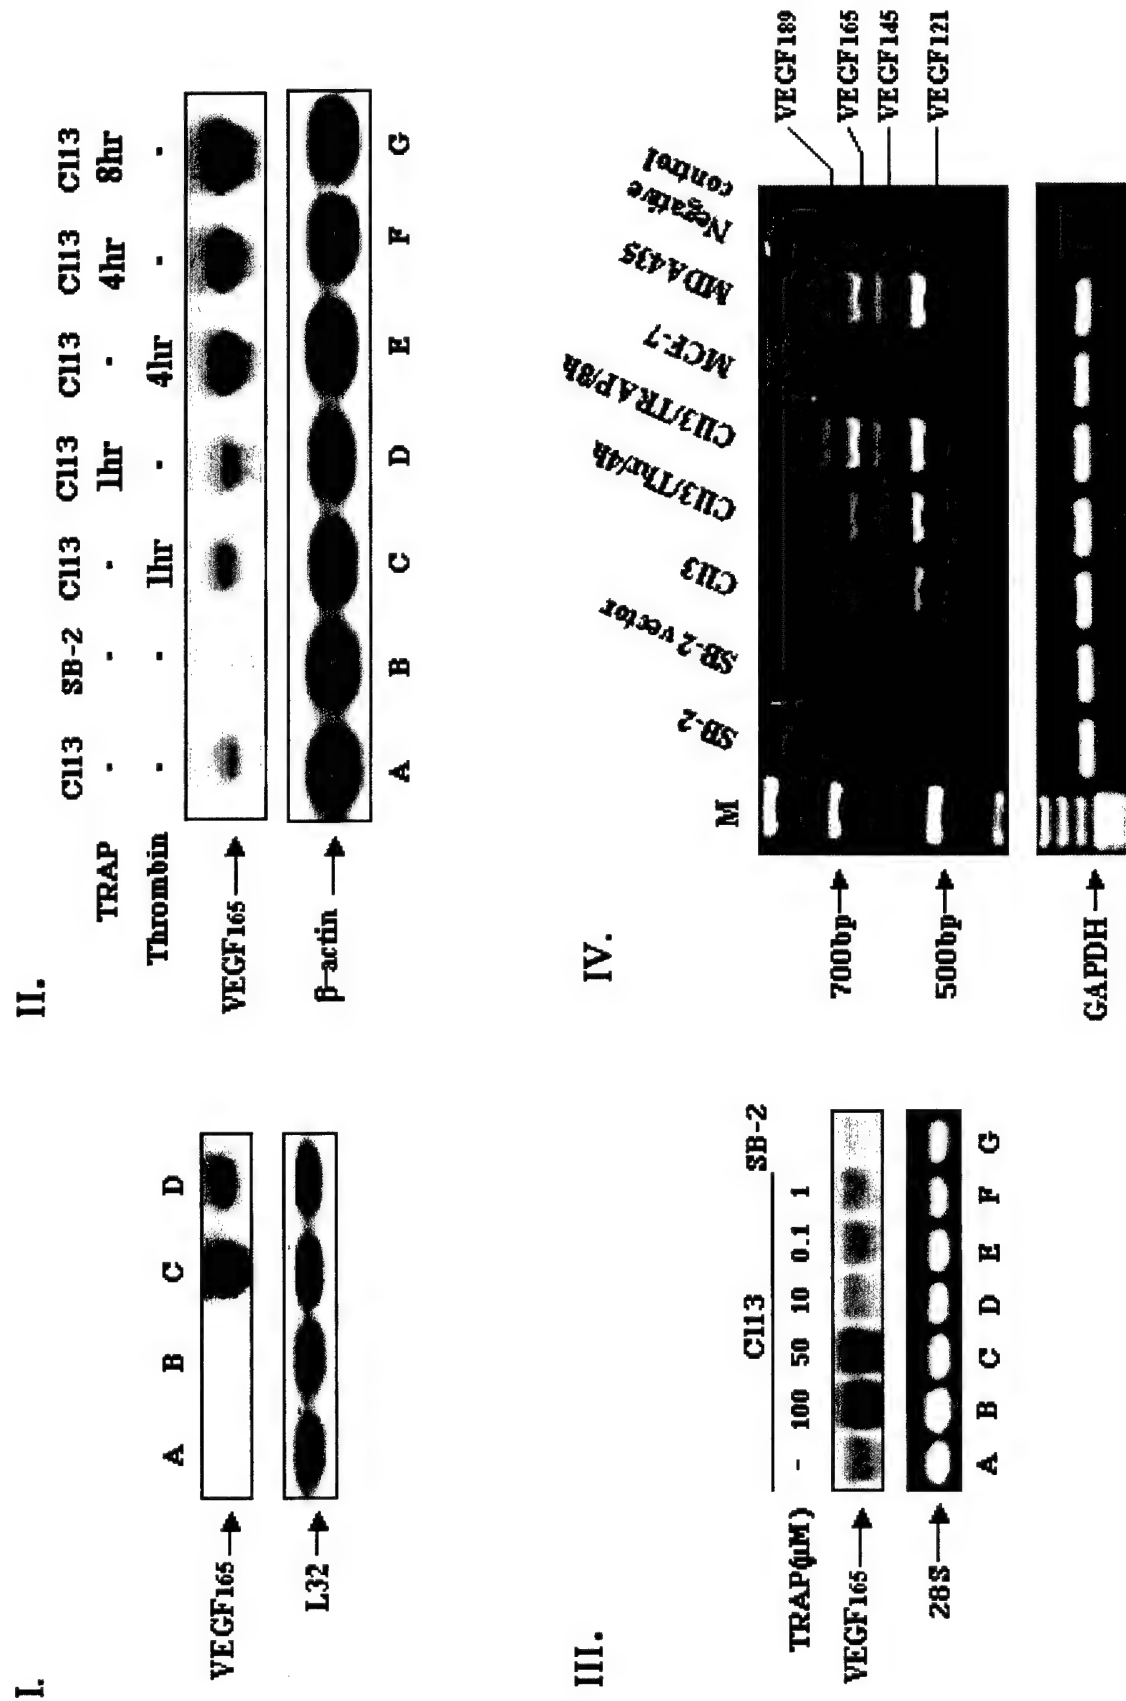 I.
A B C D
VEGF165
L32
II.
Cl13 SB-2 Cl13 Cl13 Cl13 Cl13 Cl13
TRAP - - - 1hr - 4hr 8hr
Thrombin - - 1hr - 4hr - -
VEGF165
β-actin
A B C D E F G
III.
Cl13 SB-2
TRAP(µM) - 100 50 10 0.1 1
VEGF165
28S
A B C D E F G
IV.
M SB-2 SB-2 vector Cl13 Cl13/Thr/4h Cl13/TRAP/8h MCF-7 MDA435 Negative control
700bp
500bp
VEGF189
VEGF165
VEGF145
VEGF121
GAPDH